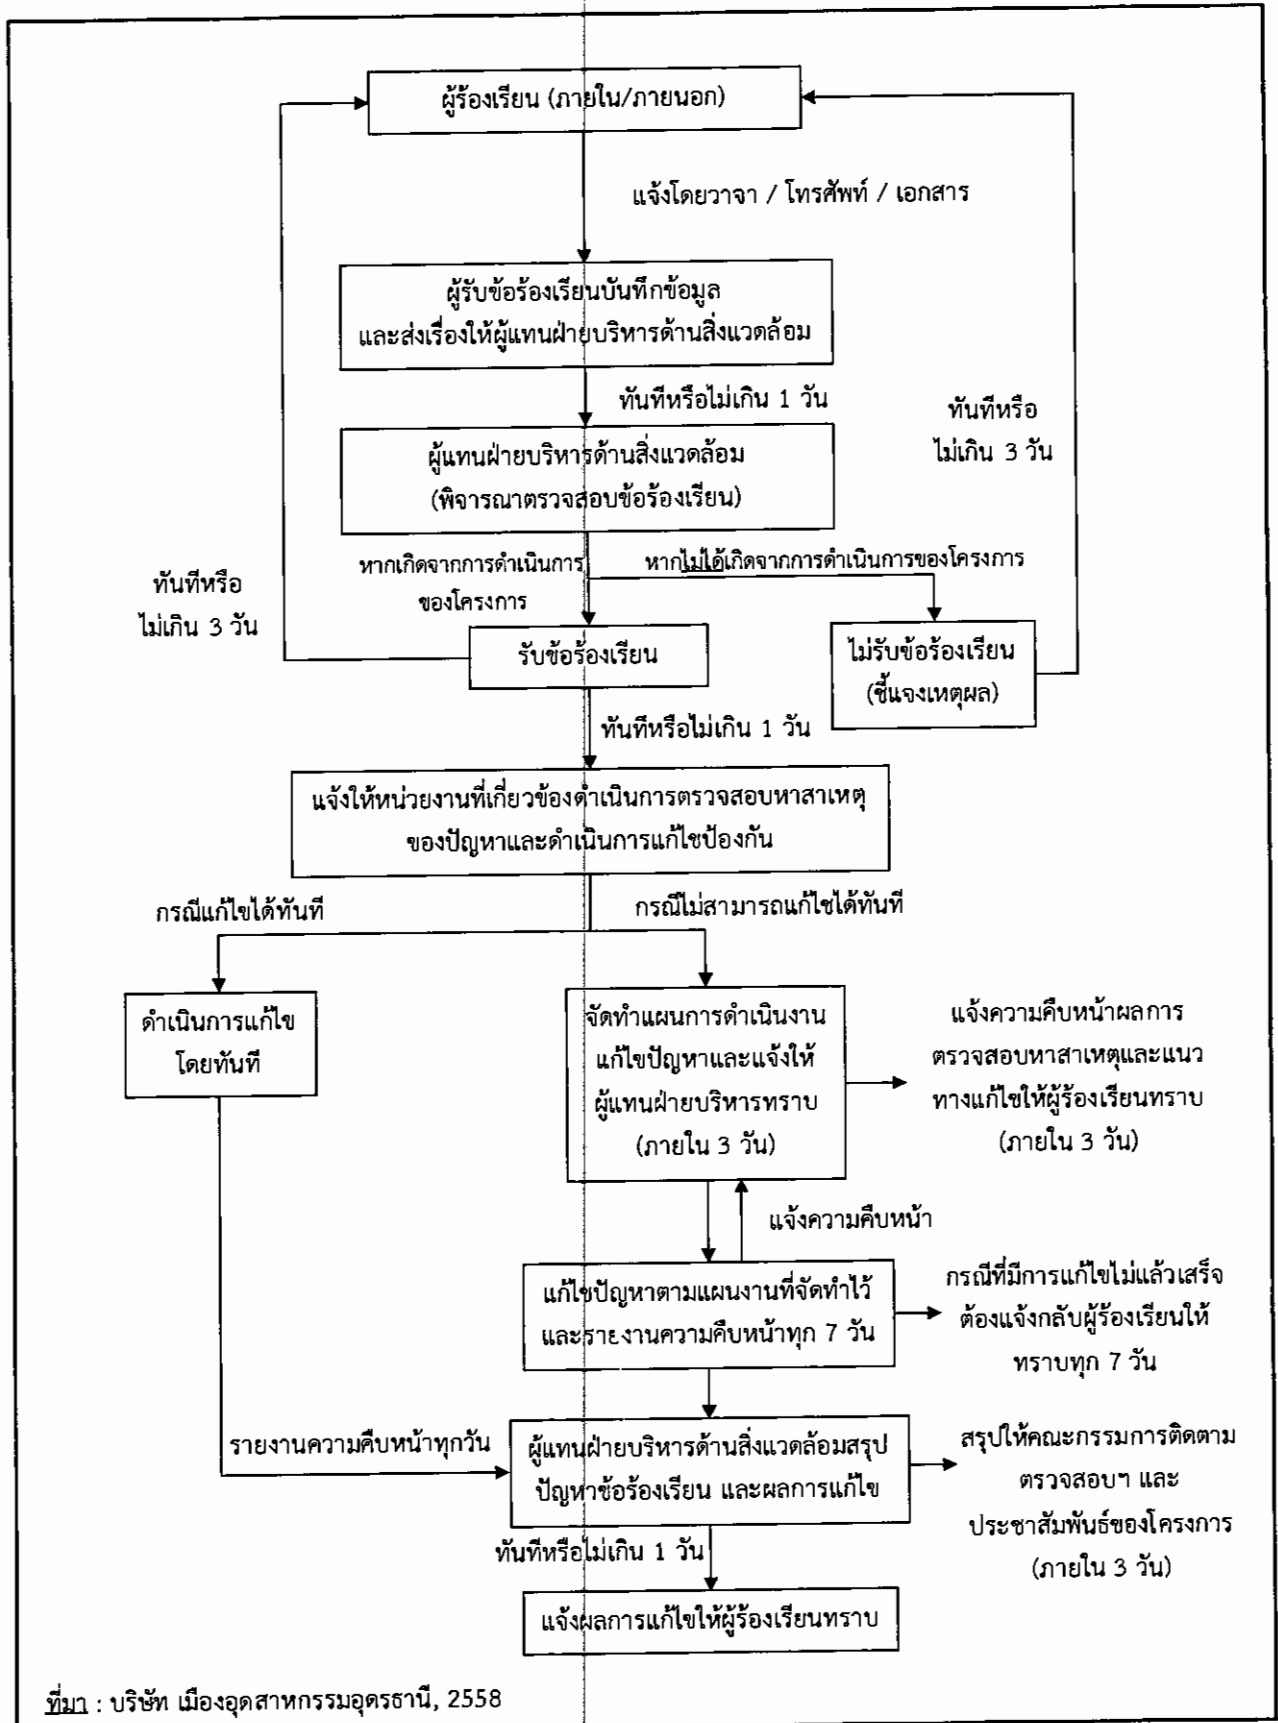 ผู้ร้องเรียน (ภายใน/ภายนอก)
แจ้งโดยวาจา / โทรศัพท์ / เอกสาร
ผู้รับข้อร้องเรียนบันทึกข้อมูล
และส่งเรื่องให้ผู้แทนฝ่ายบริหารด้านสิ่งแวดล้อม
ทันทีหรือไม่เกิน 1 วัน
ทันทีหรือ
ไม่เกิน 3 วัน
ผู้แทนฝ่ายบริหารด้านสิ่งแวดล้อม
(พิจารณาตรวจสอบข้อร้องเรียน)
หากเกิดจากการดำเนินการ
ของโครงการ
หากไม่ได้เกิดจากการดำเนินการของโครงการ
ทันทีหรือ
ไม่เกิน 3 วัน
รับข้อร้องเรียน
ไม่รับข้อร้องเรียน
(ชี้แจงเหตุผล)
ทันทีหรือไม่เกิน 1 วัน
แจ้งให้หน่วยงานที่เกี่ยวข้องดำเนินการตรวจสอบหาสาเหตุ
ของปัญหาและดำเนินการแก้ไขป้องกัน
กรณีแก้ไขได้ทันที
กรณีไม่สามารถแก้ไขได้ทันที
ดำเนินการแก้ไข
โดยทันที
จัดทำแผนการดำเนินงาน
แก้ไขปัญหาและแจ้งให้
ผู้แทนฝ่ายบริหารทราบ
(ภายใน 3 วัน)
แจ้งความคืบหน้าผลการ
ตรวจสอบหาสาเหตุและแนว
ทางแก้ไขให้ผู้ร้องเรียนทราบ
(ภายใน 3 วัน)
แจ้งความคืบหน้า
แก้ไขปัญหาตามแผนงานที่จัดทำไว้
และรายงานความคืบหน้าทุก 7 วัน
กรณีที่มีการแก้ไขไม่แล้วเสร็จ
ต้องแจ้งกลับผู้ร้องเรียนให้
ทราบทุก 7 วัน
รายงานความคืบหน้าทุกวัน
ผู้แทนฝ่ายบริหารด้านสิ่งแวดล้อมสรุป
ปัญหาข้อร้องเรียน และผลการแก้ไข
สรุปให้คณะกรรมการติดตาม
ตรวจสอบฯ และ
ประชาสัมพันธ์ของโครงการ
(ภายใน 3 วัน)
ทันทีหรือไม่เกิน 1 วัน
แจ้งผลการแก้ไขให้ผู้ร้องเรียนทราบ
ที่มา : บริษัท เมืองอุตสาหกรรมอุดรธานี, 2558